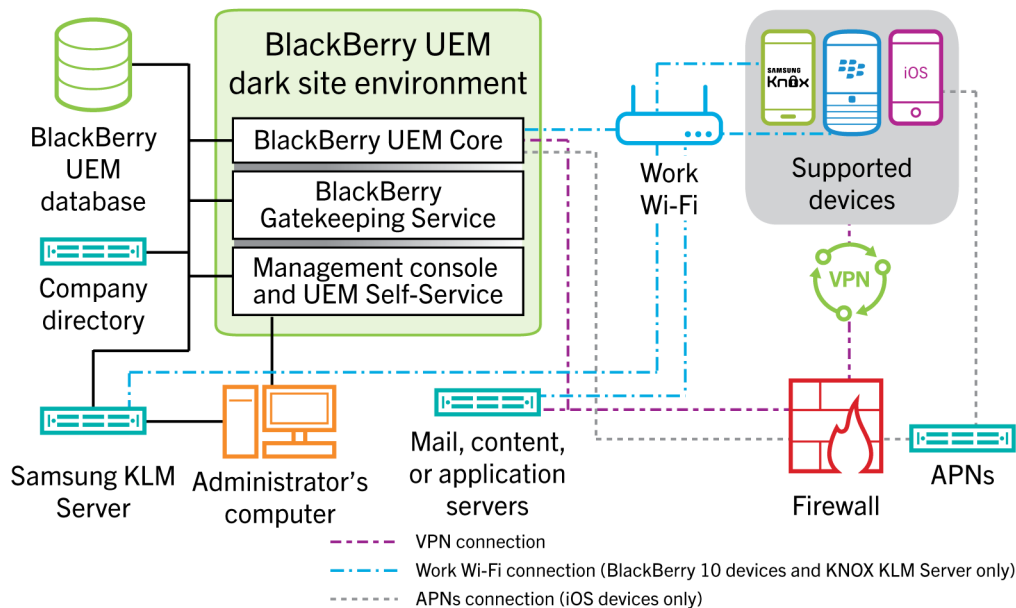 BlackBerry UEM
dark site environment
BlackBerry UEM Core
BlackBerry
Gatekeeping Service
Management console
and UEM Self-Service
BlackBerry
UEM
database
Company
directory
Samsung KLM
Server
Administrator's
computer
Mail, content,
or application
servers
Work
Wi-Fi
SAMSUNG
Knox
iOS
Supported
devices
VPN
Firewall
APNs
VPN connection
Work Wi-Fi connection (BlackBerry 10 devices and KNOX KLM Server only)
APNs connection (iOS devices only)